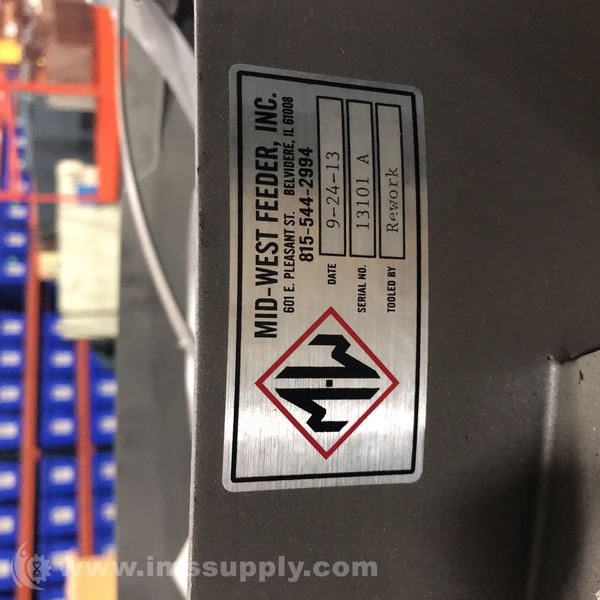 MID-WEST FEEDER, INC.
601 E. PLEASANT ST. BELVIDERE, IL 61008
815-544-2994
DATE 9-24-13
SERIAL NO. 13101 A
TOOLED BY Rework
M-W
www.imssupply.com